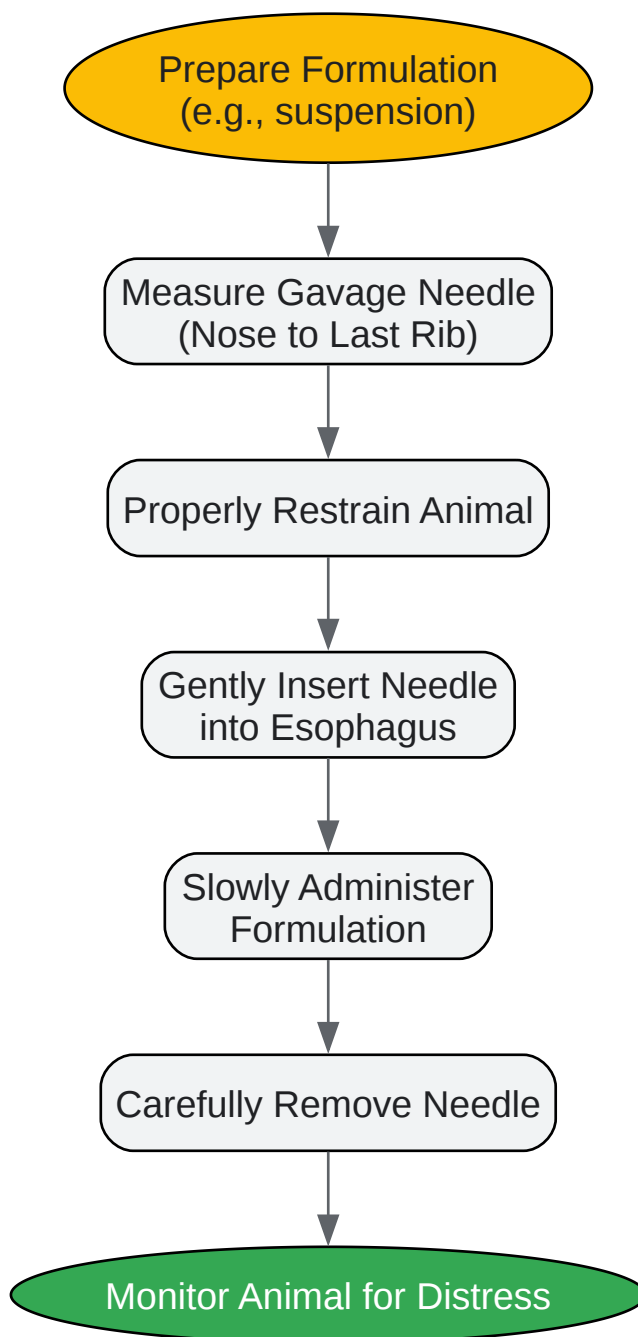 Prepare Formulation
(e.g., suspension)
Measure Gavage Needle
(Nose to Last Rib)
Properly Restrain Animal
Gently Insert Needle
into Esophagus
Slowly Administer
Formulation
Carefully Remove Needle
Monitor Animal for Distress